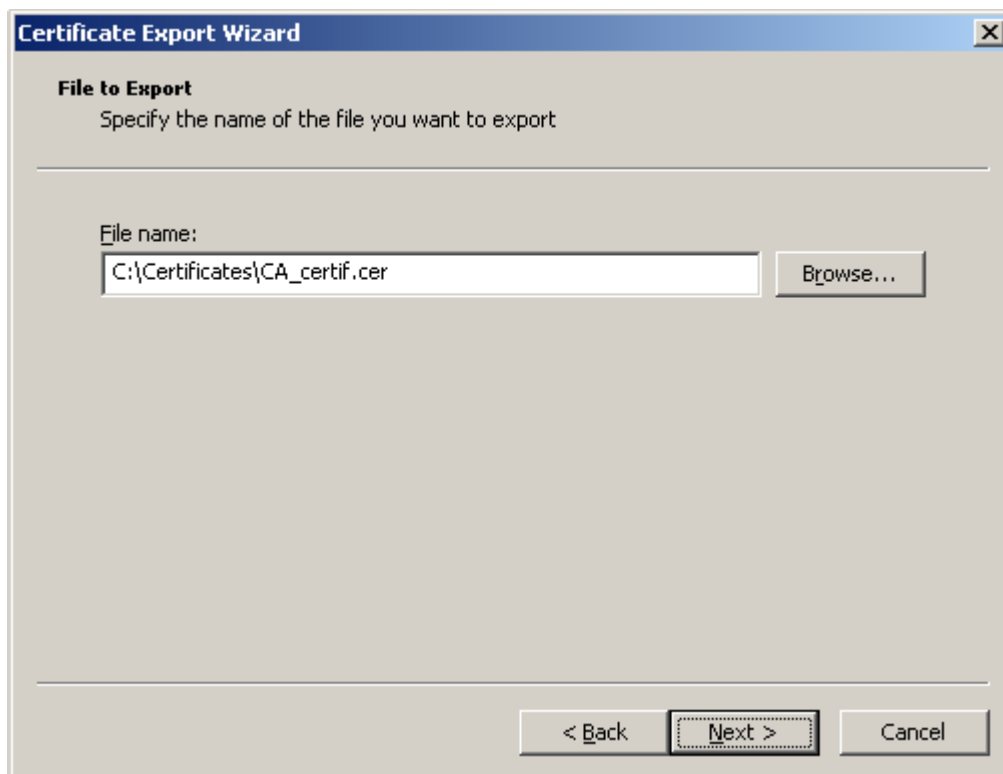 Certificate Export Wizard
File to Export
Specify the name of the file you want to export
File name:
C:\Certificates\CA_certif.cer
Browse...
< Back
Next >
Cancel